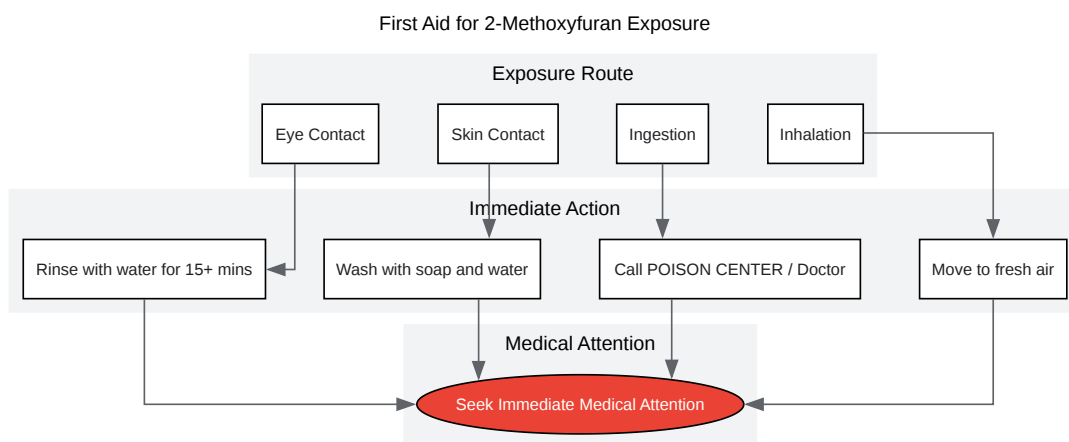 First Aid for 2-Methoxyfuran Exposure
Exposure Route
Eye Contact
Skin Contact
Ingestion
Inhalation
Immediate Action
Rinse with water for 15+ mins
Wash with soap and water
Call POISON CENTER / Doctor
Move to fresh air
Medical Attention
Seek Immediate Medical Attention